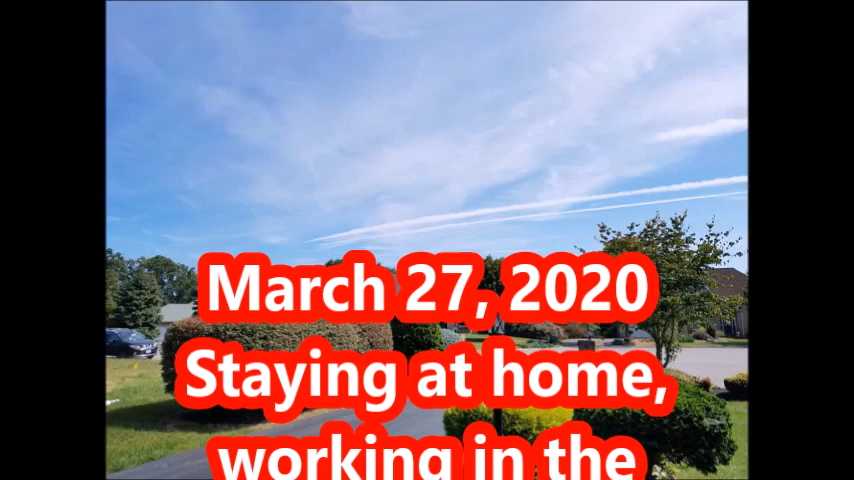 March 27, 2020
Staying at home,
working in the